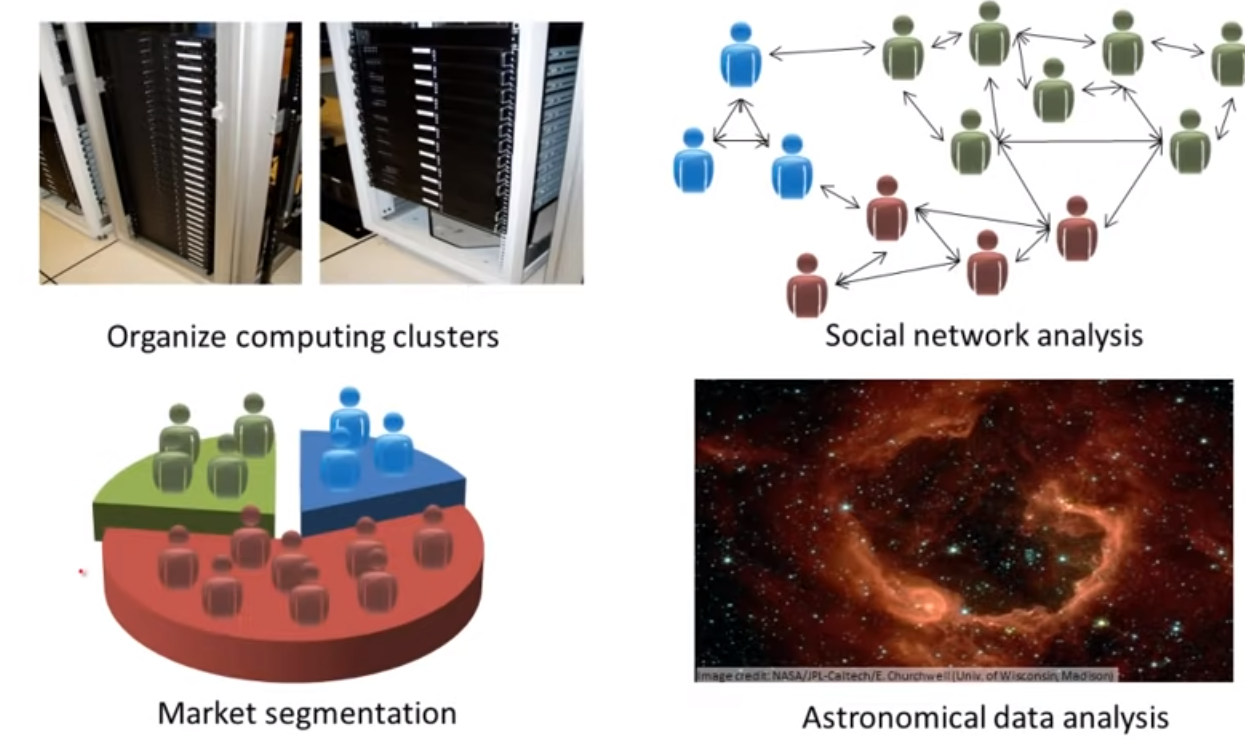 Organize computing clusters
Social network analysis
Image credit: NASA/JPL-Caltech/E. Churchwell (Univ. of Wisconsin, Madison)
Market segmentation
Astronomical data analysis